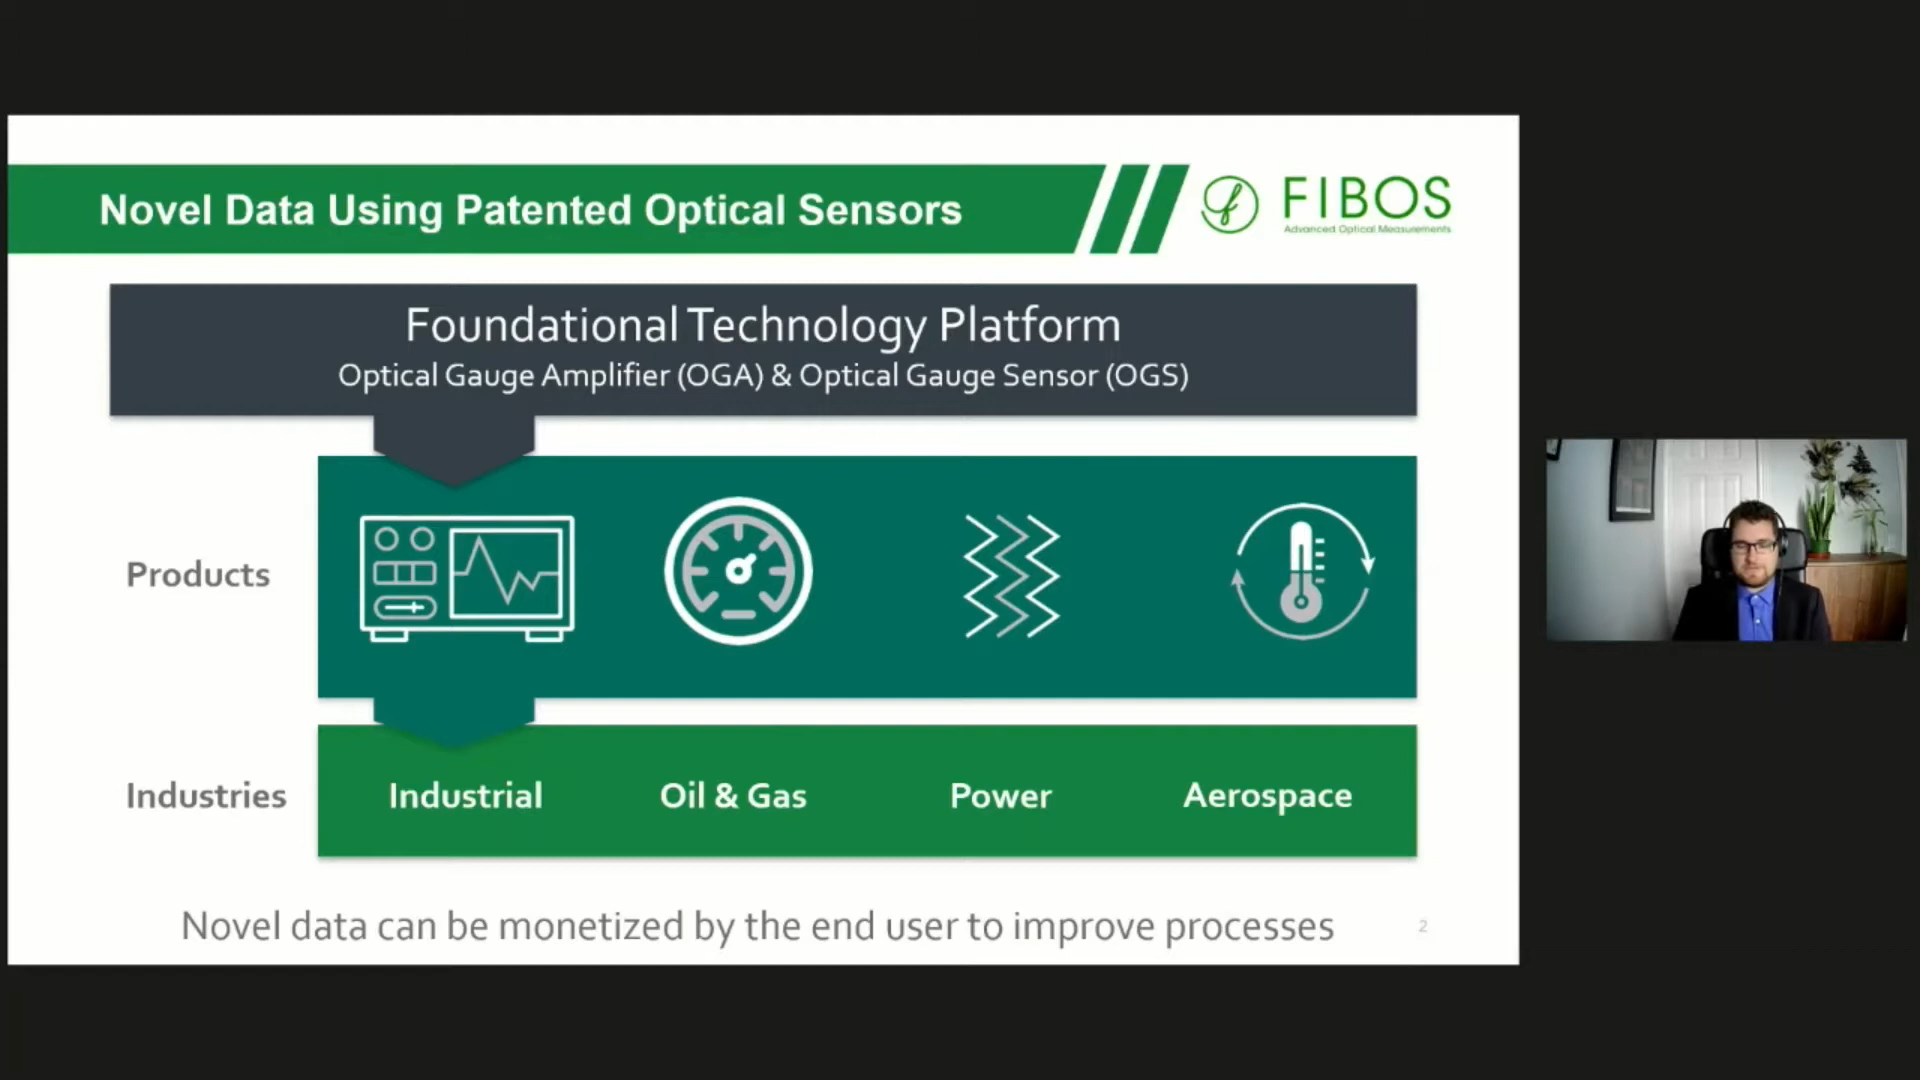 Novel Data Using Patented Optical Sensors
FIBOS
Advanced Optical Measurements
Foundational Technology Platform
Optical Gauge Amplifier (OGA) & Optical Gauge Sensor (OGS)
Products
Industries
Industrial
Oil & Gas
Power
Aerospace
Novel data can be monetized by the end user to improve processes
2